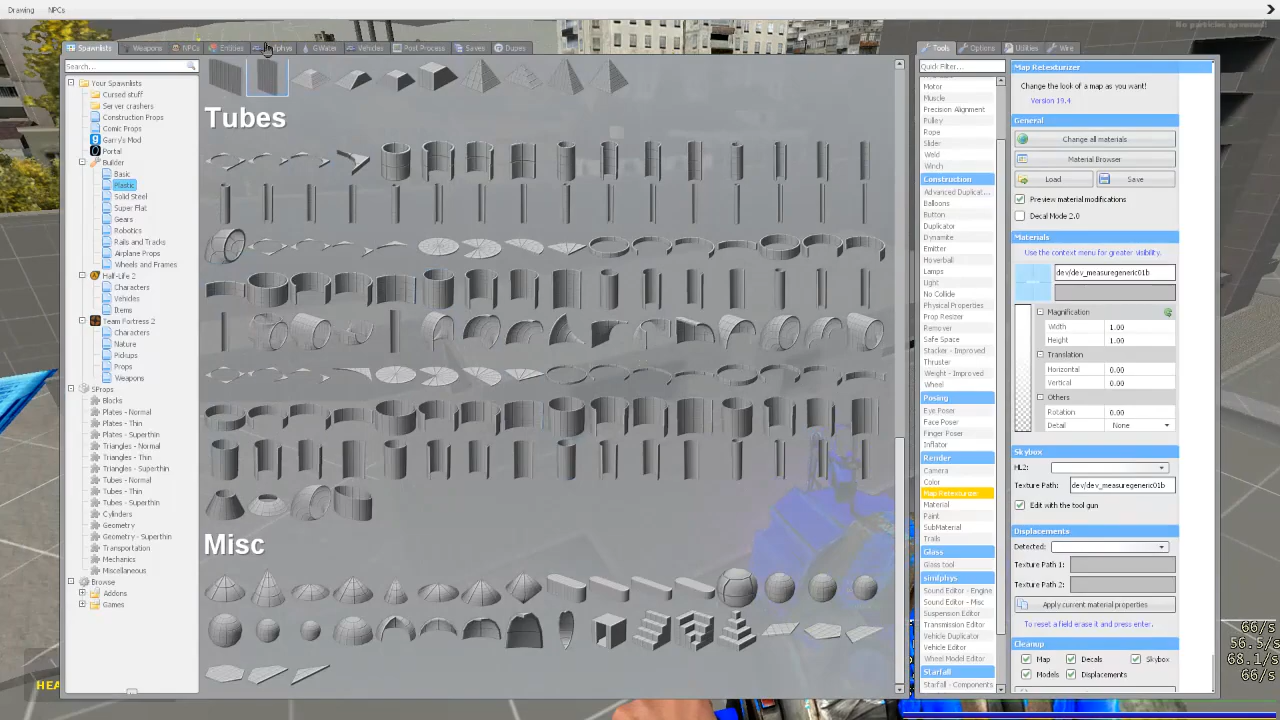 Drawing NPCs
No particles spawned :(
Spawnlists Weapons NPCs Entities GWater Vehicles Post Process Saves Dupes
Tools Options Utilities Wire
Search...
Your Spawnlists
Cursed stuff
Server crashers
Construction Props
Comic Props
Garry's Mod
Portal
Builder
Basic
Plastic
Solid Steel
Super Flat
Gears
Robotics
Rails and Tracks
Airplane Props
Wheels and Frames
Half-Life 2
Characters
Vehicles
Items
Team Fortress 2
Characters
Nature
Pickups
Props
Weapons
SProps
Blocks
Plates - Normal
Plates - Thin
Plates - Superthin
Triangles - Normal
Triangles - Thin
Triangles - Superthin
Tubes - Normal
Tubes - Thin
Tubes - Superthin
Cylinders
Geometry
Geometry - Superthin
Transportation
Mechanics
Miscellaneous
Browse
Addons
Games
Tubes
Misc
Quick Filter...
Motor
Muscle
Precision Alignment
Pulley
Rope
Slider
Weld
Winch
Construction
Advanced Duplicat...
Balloons
Button
Duplicator
Dynamite
Emitter
Hoverball
Lamps
Light
No Collide
Physical Properties
Prop Resizer
Remover
Safe Space
Stacker - Improved
Thruster
Weight - Improved
Wheel
Posing
Eye Poser
Face Poser
Finger Poser
Inflator
Render
Camera
Color
Map Retexturizer
Material
Paint
SubMaterial
Trails
Glass
Glass tool
simfphys
Sound Editor - Engine
Sound Editor - Misc
Suspension Editor
Transmission Editor
Vehicle Duplicator
Vehicle Editor
Wheel Model Editor
Starfall
Starfall - Components
Map Retexturizer
Change the look of a map as you want!
Version 19.4
General
Change all materials
Material Browser
Load Save
Preview material modifications
Decal Mode 2.0
Materials
Use the context menu for greater visibility.
dev/dev_measuregeneric01b
Magnification
Width 1.00
Height 1.00
Translation
Horizontal 0.00
Vertical 0.00
Others
Rotation 0.00
Detail None
Skybox
HL2:
Texture Path: dev/dev_measuregeneric01b
Edit with the tool gun
Displacements
Detected:
Texture Path 1:
Texture Path 2:
Apply current material properties
To reset a field erase it and press enter.
Cleanup
Map Decals Skybox
Models Displacements
HEA
66/s
56.5/s
68.1/s
66/s